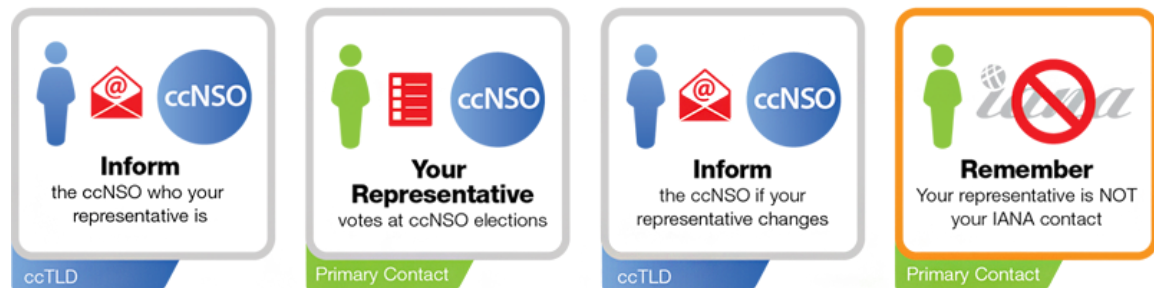 @
ccNSO
Inform
the ccNSO who your
representative is
ccTLD
ccNSO
Your
Representative
votes at ccNSO elections
Primary Contact
@
ccNSO
Inform
the ccNSO if your
representative changes
ccTLD
iana
Remember
Your representative is NOT
your IANA contact
Primary Contact